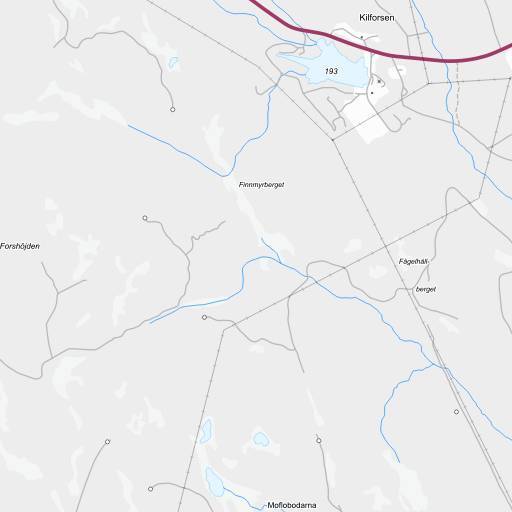 Kilforsen
193
Finnmyrberget
Forshöjden
Fågelhäll-
berget
Moflobodarna